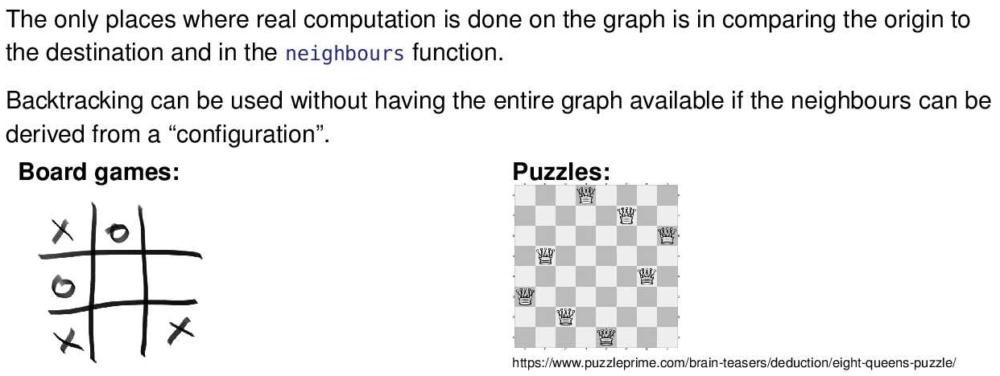 The only places where real computation is done on the graph is in comparing the origin to
the destination and in the neighbours function.
Backtracking can be used without having the entire graph available if the neighbours can be
derived from a “configuration”.
Board games:
X O
O
X X
Puzzles:
https://www.puzzleprime.com/brain-teasers/deduction/eight-queens-puzzle/